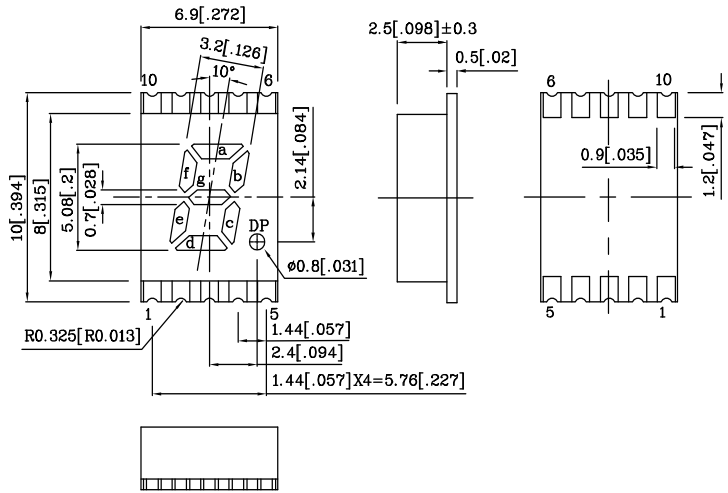 6.9[.272]
3.2[.126]
10°
10
6
10[.394]
8[.315]
5.08[.2]
0.7[.028]
a
f
g
b
e
c
d
DP
2.14[.084]
ø0.8[.031]
1
5
R0.325[R0.013]
1.44[.057]
2.4[.094]
1.44[.057]X4=5.76[.227]
2.5[.098]±0.3
0.5[.02]
6
10
0.9[.035]
1.2[.047]
5
1